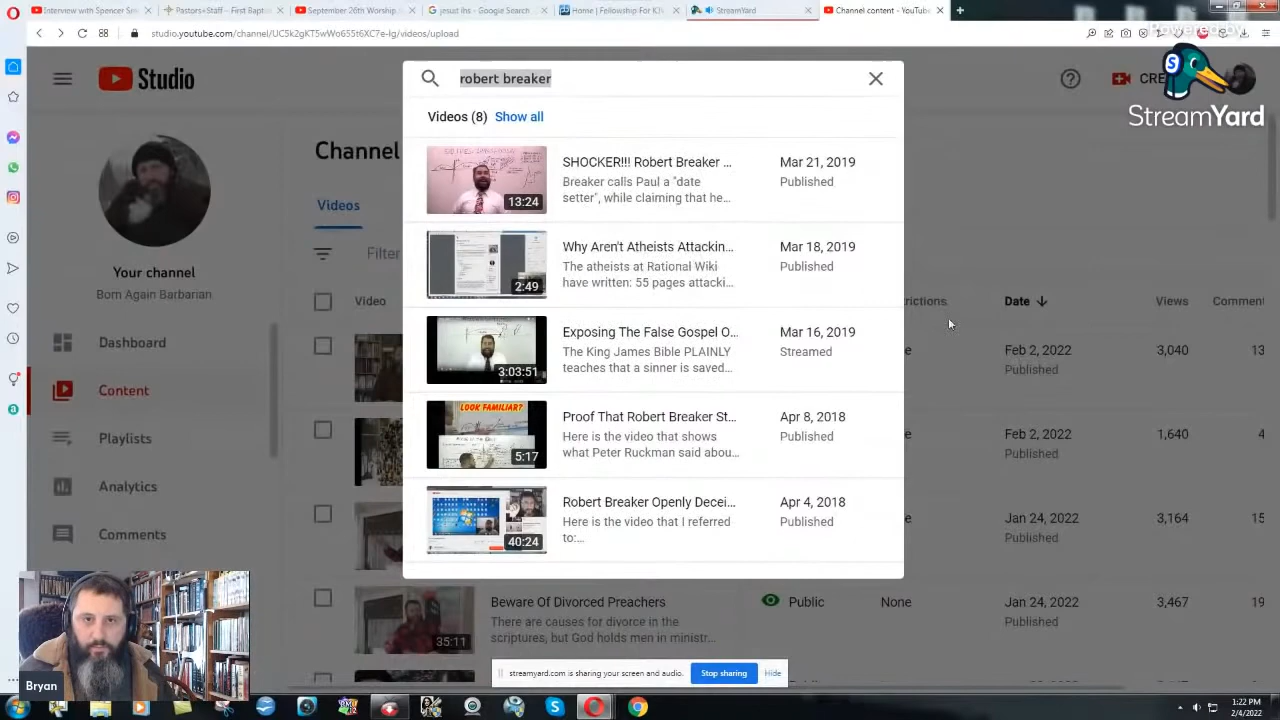 Interview with Spencer Sm
Pastors+Staff – First Baptis
September 26th Worship S
jesust ihs - Google Search
Home | Fellowship For KJV
StreamYard
Channel content - YouTube
studio.youtube.com/channel/UC5k2gKT5wWo655t6XC7e-Ig/videos/upload
Powered by
StreamYard
Studio
CRE
robert breaker
Videos (8) Show all
Channel
Videos
Filter
Your channel
Born Again Barbarian
Dashboard
Content
Playlists
Analytics
Comments
SHOCKER!!! Robert Breaker ...
Mar 21, 2019
Breaker calls Paul a "date
setter", while claiming that he...
Published
13:24
Why Aren't Atheists Attackin...
Mar 18, 2019
The atheists at Rational Wiki
have written: 55 pages attacki...
Published
2:49
Exposing The False Gospel O...
Mar 16, 2019
The King James Bible PLAINLY
teaches that a sinner is saved...
Streamed
3:03:51
LOOK FAMILIAR?
Proof That Robert Breaker St...
Apr 8, 2018
Here is the video that shows
what Peter Ruckman said abou...
Published
5:17
Robert Breaker Openly Decei...
Apr 4, 2018
Here is the video that I referred
to:...
Published
40:24
Video
rictions
Date
Views
Comment
Feb 2, 2022
Published
3,040
13
Feb 2, 2022
Published
1,640
4
Jan 24, 2022
Published
15
Beware Of Divorced Preachers
There are causes for divorce in the
scriptures, but God holds men in ministr...
35:11
Public
None
Jan 24, 2022
Published
3,467
19
streamyard.com is sharing your screen and audio.
Stop sharing
Hide
Bryan
1:22 PM
2/4/2022